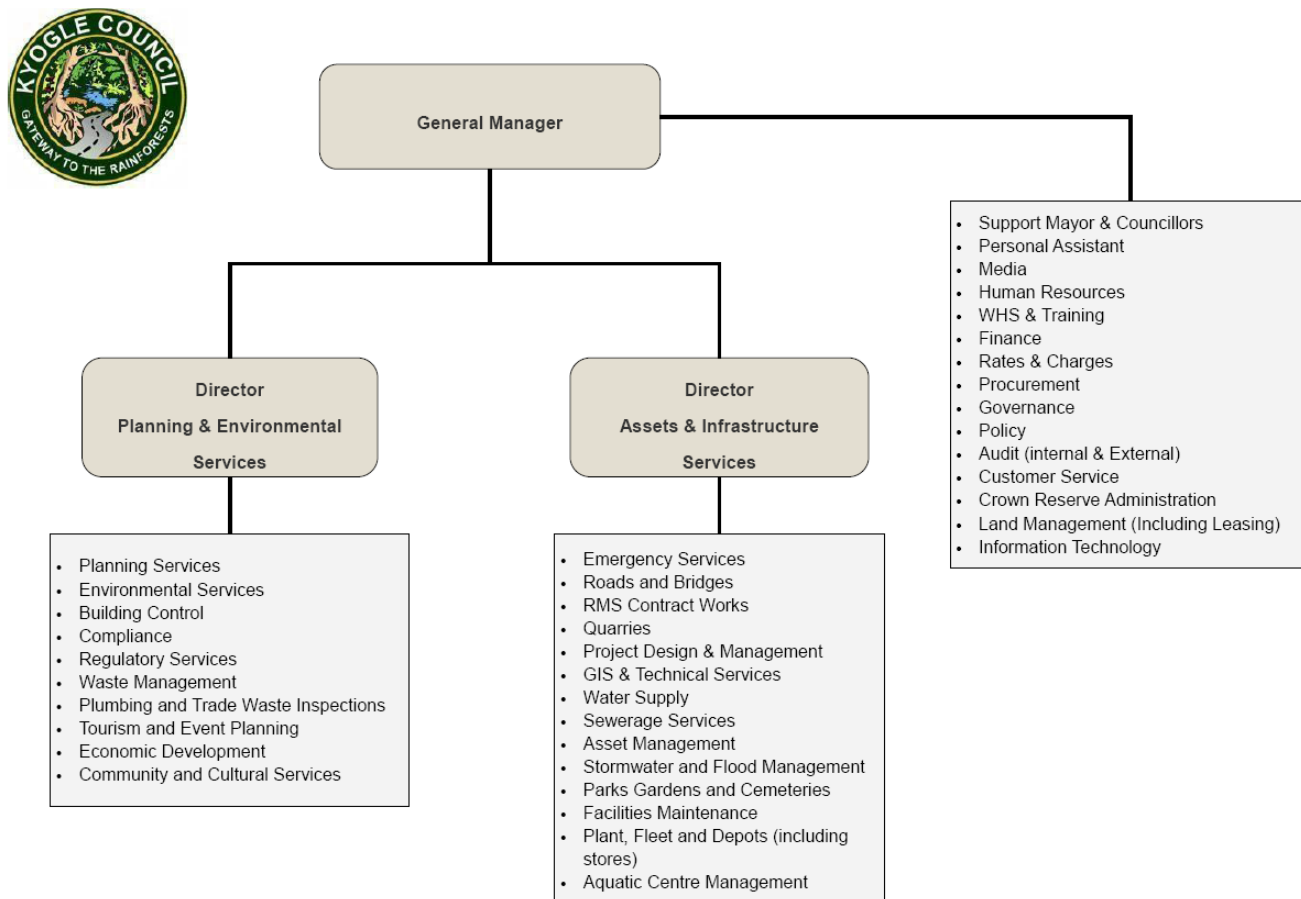 KYOGLE COUNCIL
GATEWAY TO THE RAINFORESTS
General Manager
• Support Mayor & Councillors
• Personal Assistant
• Media
• Human Resources
• WHS & Training
• Finance
• Rates & Charges
• Procurement
• Governance
• Policy
• Audit (internal & External)
• Customer Service
• Crown Reserve Administration
• Land Management (Including Leasing)
• Information Technology
Director
Planning & Environmental
Services
• Planning Services
• Environmental Services
• Building Control
• Compliance
• Regulatory Services
• Waste Management
• Plumbing and Trade Waste Inspections
• Tourism and Event Planning
• Economic Development
• Community and Cultural Services
Director
Assets & Infrastructure
Services
• Emergency Services
• Roads and Bridges
• RMS Contract Works
• Quarries
• Project Design & Management
• GIS & Technical Services
• Water Supply
• Sewerage Services
• Asset Management
• Stormwater and Flood Management
• Parks Gardens and Cemeteries
• Facilities Maintenance
• Plant, Fleet and Depots (including
stores)
• Aquatic Centre Management